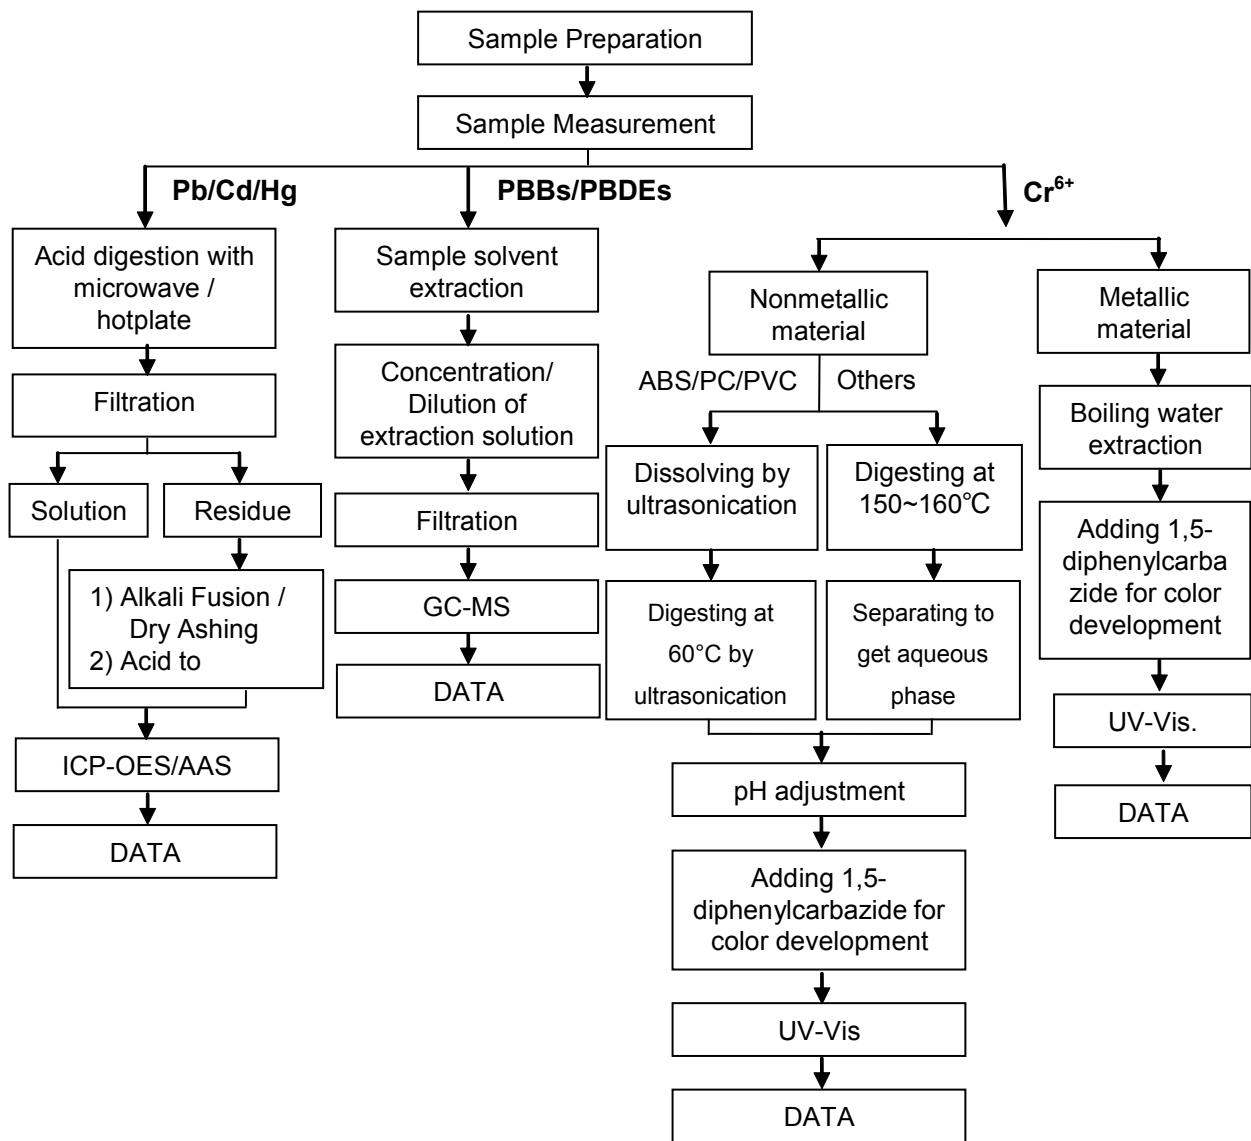 Sample Preparation
Sample Measurement
Pb/Cd/Hg
PBBs/PBDEs
Cr⁶⁺
Acid digestion with
microwave /
hotplate
Filtration
Solution
Residue
1) Alkali Fusion /
Dry Ashing
2) Acid to
ICP-OES/AAS
DATA
Sample solvent
extraction
Concentration/
Dilution of
extraction solution
Filtration
GC-MS
DATA
Nonmetallic
material
ABS/PC/PVC
Others
Dissolving by
ultrasonication
Digesting at
60°C by
ultrasonication
Digesting at
150~160℃
Separating to
get aqueous
phase
pH adjustment
Adding 1,5-
diphenylcarbazide for
color development
UV-Vis
DATA
Metallic
material
Boiling water
extraction
Adding 1,5-
diphenylcarba
zide for color
development
UV-Vis.
DATA